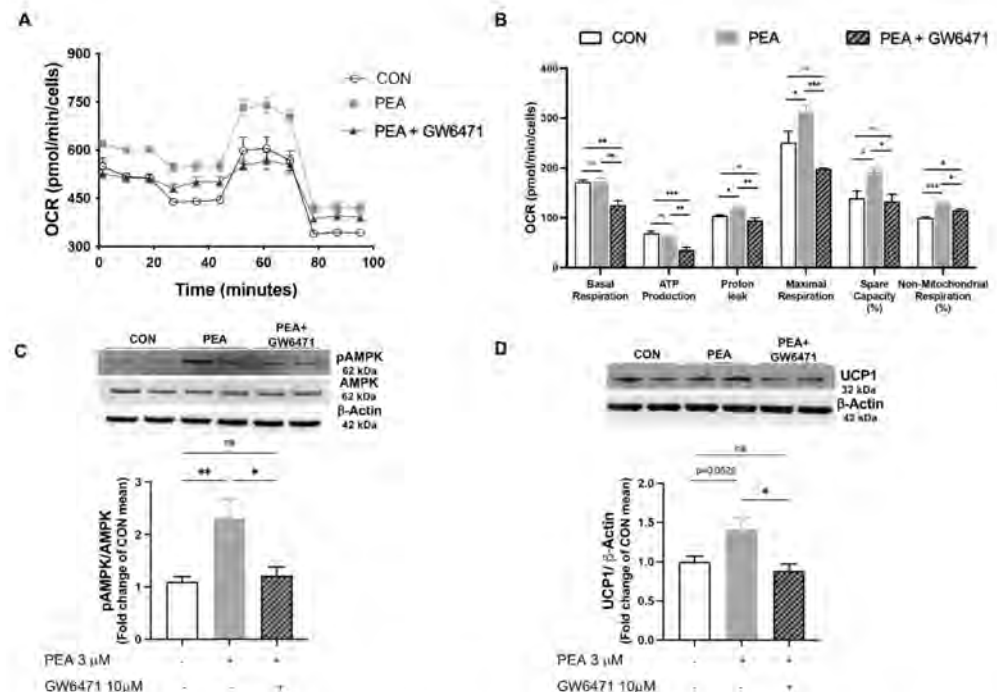 A
OCR (pmol/min/cells)
900
750
600
450
300
0
20
40
60
80
100
Time (minutes)
CON
PEA
PEA + GW6471
B
CON
PEA
PEA + GW6471
OCR (pmol/min/cells)
400
300
200
100
0
** *** ** *
* *** * **
*** ** * **
* *
*** *
Basal Respiration
ATP Production
Proton leak
Maximal Respiration
Spare Capacity (%)
Non-Mitochondrial Respiration (%)
C
CON
PEA
PEA+
GW6471
pAMPK
62 kDa
AMPK
62 kDa
β-Actin
42 kDa
ns
**
*
pAMPK/AMPK
(Fold change of CON mean)
3
2
1
0
PEA 3 μM - + +
GW6471 10μM - - +
D
CON
PEA
PEA+
GW6471
UCP1
32 kDa
β-Actin
42 kDa
ns
*
UCP1/ β-Actin
(Fold change of CON mean)
2.0
1.5
1.0
0.5
0.0
PEA 3 μM - + +
GW6471 10μM - - +